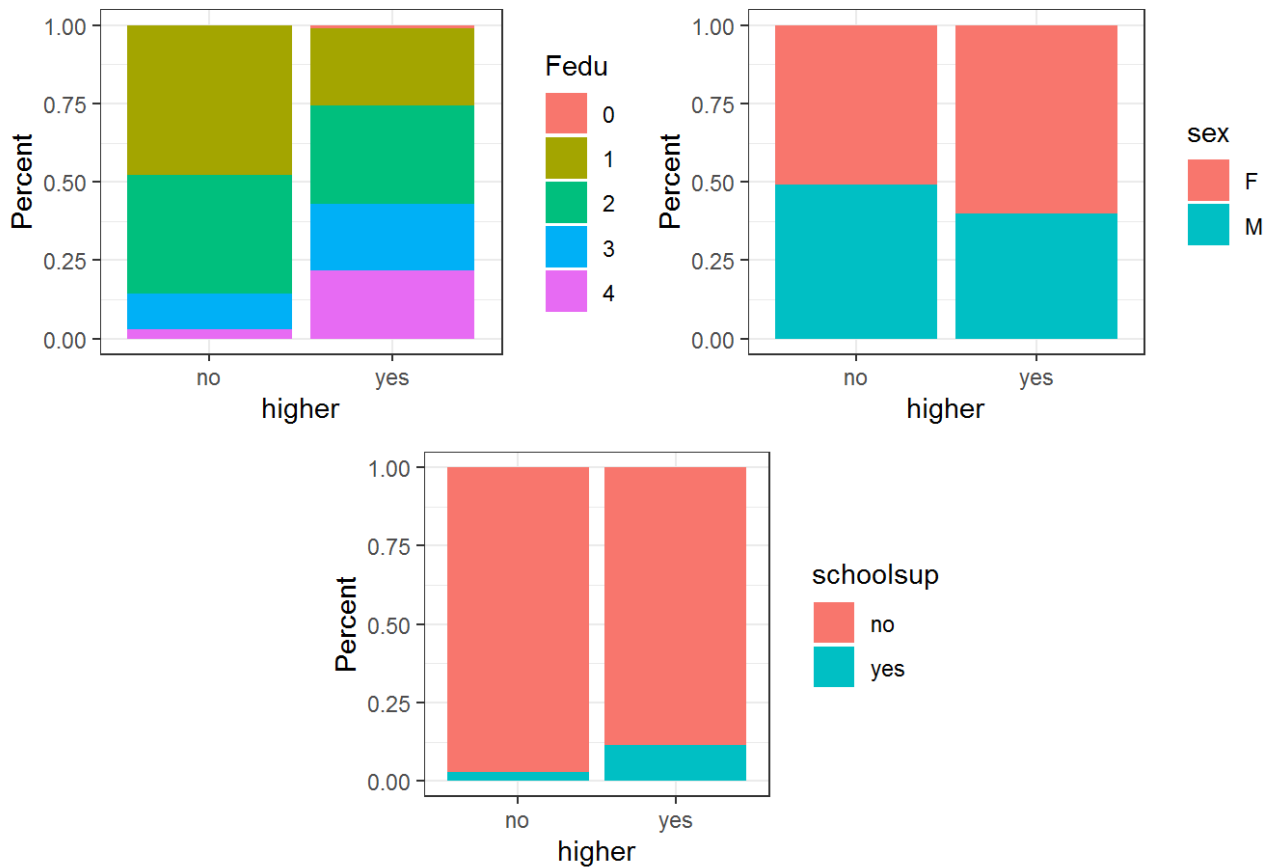 Percent
1.00
0.75
0.50
0.25
0.00
no yes
higher
Fedu
0
1
2
3
4
Percent
1.00
0.75
0.50
0.25
0.00
no yes
higher
sex
F
M
Percent
1.00
0.75
0.50
0.25
0.00
no yes
higher
schoolsup
no
yes